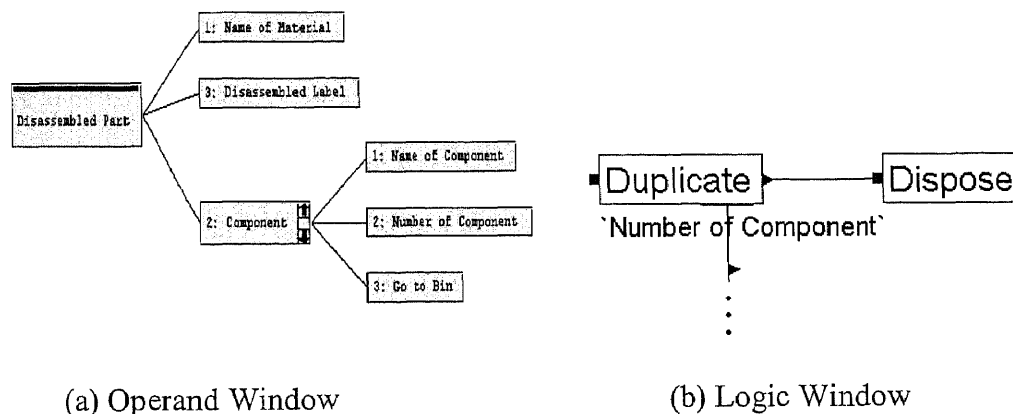 1: Name of Material
3: Disassembled Label
Disassembled Part
1: Name of Component
2: Component
2: Number of Component
3: Go to Bin
Duplicate
Dispose
`Number of Component`
(a) Operand Window
(b) Logic Window